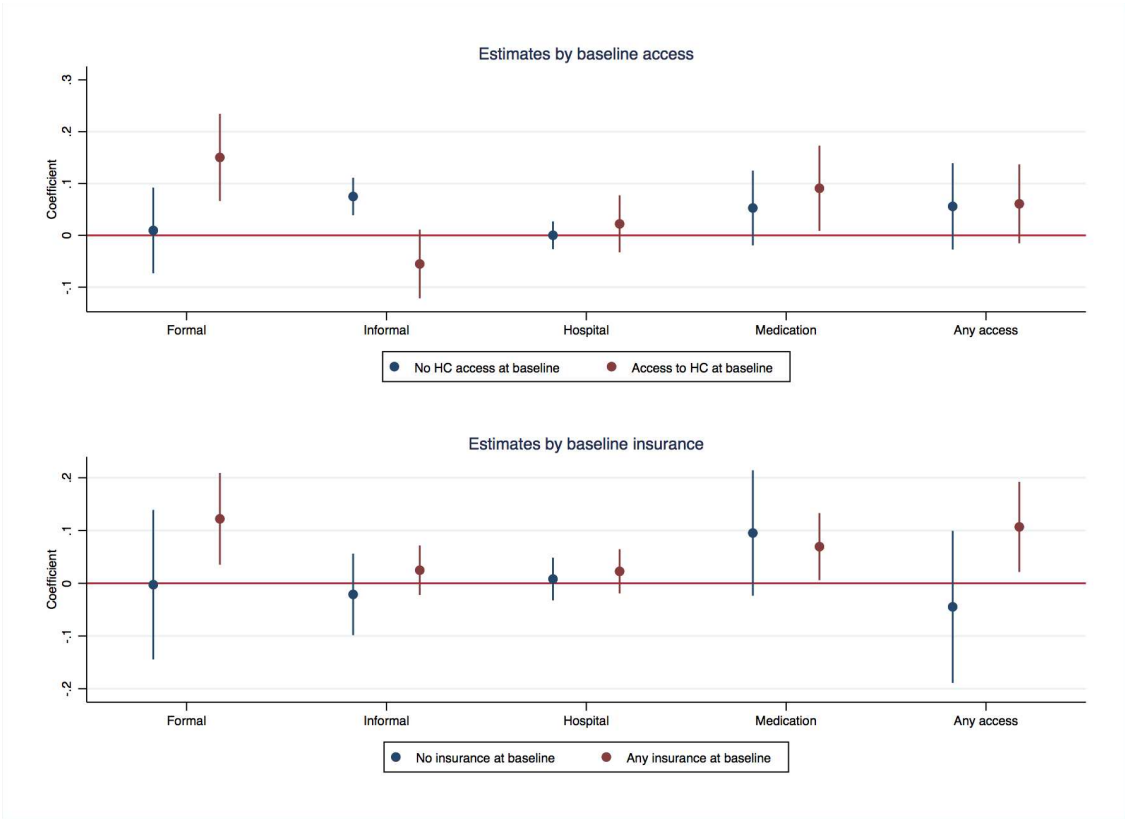 Estimates by baseline access
Coefficient
.3
.2
.1
0
-.1
Formal Informal Hospital Medication Any access
No HC access at baseline Access to HC at baseline
Estimates by baseline insurance
Coefficient
.2
.1
0
-.1
-.2
Formal Informal Hospital Medication Any access
No insurance at baseline Any insurance at baseline